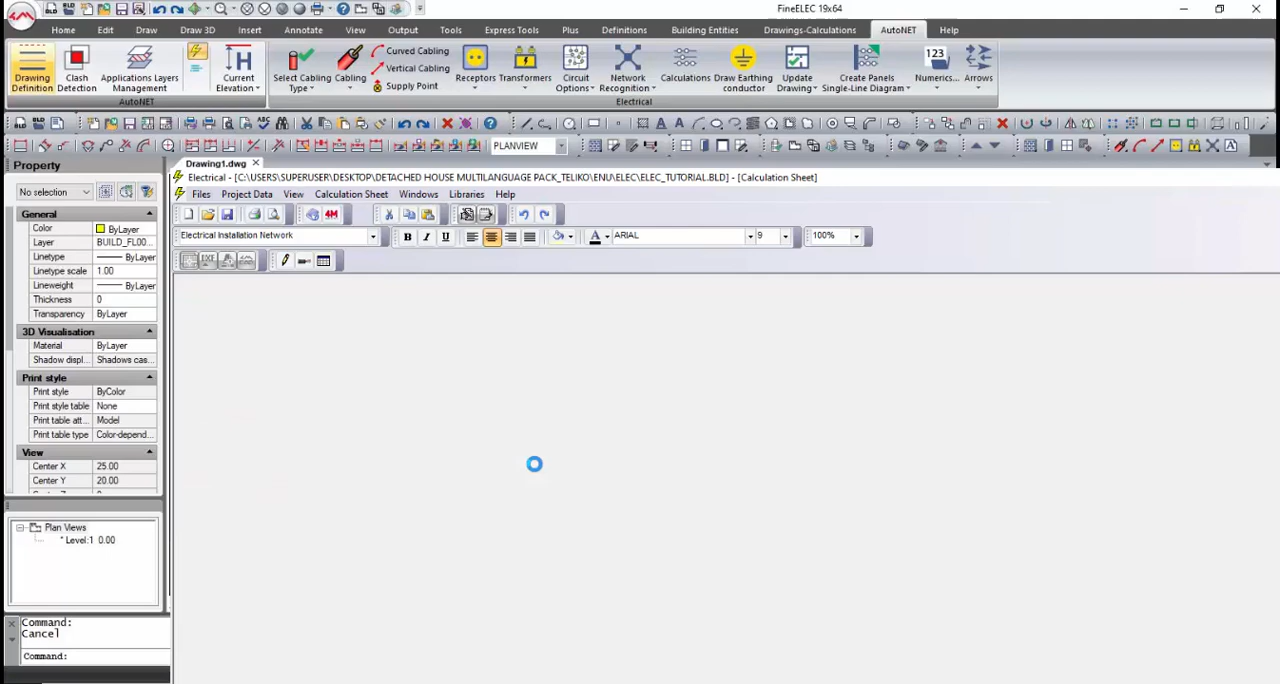 FineELEC 19x64
Home Edit Draw Draw 3D Insert Annotate View Output Tools Express Tools Plus Definitions Building Entities Drawings-Calculations AutoNET Help
Drawing Definition
Clash Detection
Applications Layers Management
Current Elevation
Select Cabling Type
Cabling
Curved Cabling
Vertical Cabling
Supply Point
Receptors
Transformers
Circuit Options
Network Recognition
Calculations
Draw Earthing conductor
Update Drawing
Create Panels Single-Line Diagram
123
Numerics...
Arrows
AutoNET
Electrical
PLANVIEW
Property
Drawing1.dwg
Electrical - [C:\USERS\SUPERUSER\DESKTOP\DETACHED HOUSE MULTILANGUAGE PACK_TELIKO\ENU\ELEC\ELEC_TUTORIAL.BLD] - [Calculation Sheet]
No selection
Files Project Data View Calculation Sheet Windows Libraries Help
4M
Electrical Installation Network
B I U
A
ARIAL
9
100%
General
Color ByLayer
Layer BUILD_FL00...
Linetype ByLayer
Linetype scale 1.00
Lineweight ByLayer
Thickness 0
Transparency ByLayer
3D Visualisation
Material ByLayer
Shadow displ... Shadows cas...
Print style
Print style ByColor
Print style table None
Print table att... Model
Print table type Color-depend...
View
Center X 25.00
Center Y 20.00
Plan Views
* Level:1 0.00
Command:
Cancel
Command: